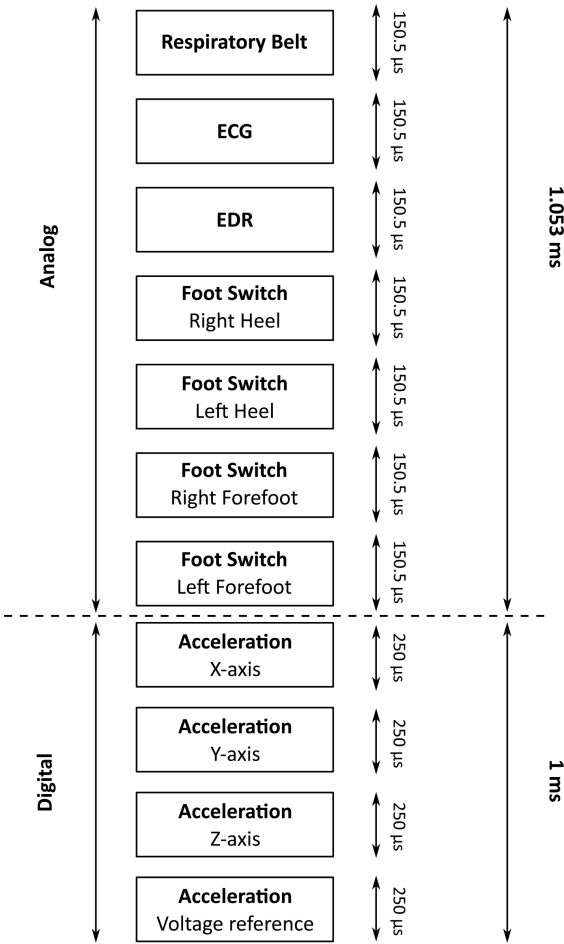 Respiratory Belt
150.5 µs
ECG
150.5 µs
EDR
150.5 µs
Foot Switch
Right Heel
150.5 µs
Foot Switch
Left Heel
150.5 µs
Foot Switch
Right Forefoot
150.5 µs
Foot Switch
Left Forefoot
150.5 µs
Analog
1.053 ms
Acceleration
X-axis
250 µs
Acceleration
Y-axis
250 µs
Acceleration
Z-axis
250 µs
Acceleration
Voltage reference
250 µs
Digital
1 ms